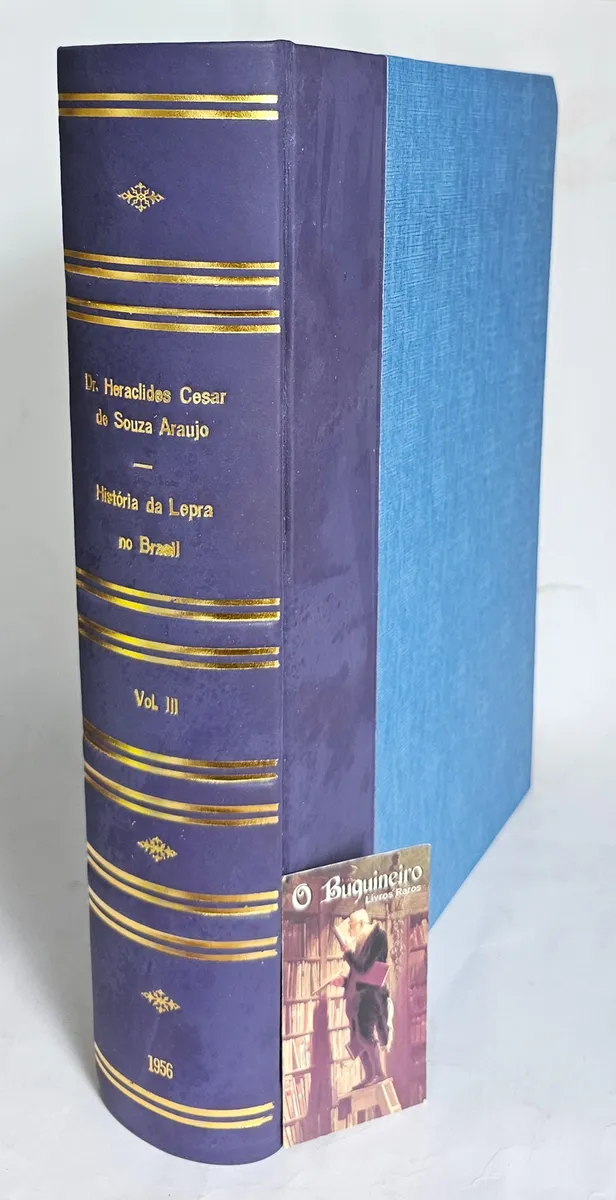 Dr. Heraclides Cesar
de Souza Araujo
História da Lepra
no Brasil
Vol. III
1956
O Buquineiro
Livros Raros